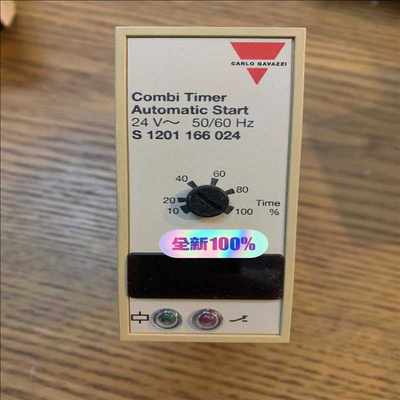 CARLO GAVAZZI
Combi Timer
Automatic Start
24 V~ 50/60 Hz
S 1201 166 024
60
40 80
20 Time
10 100 %
全新100%